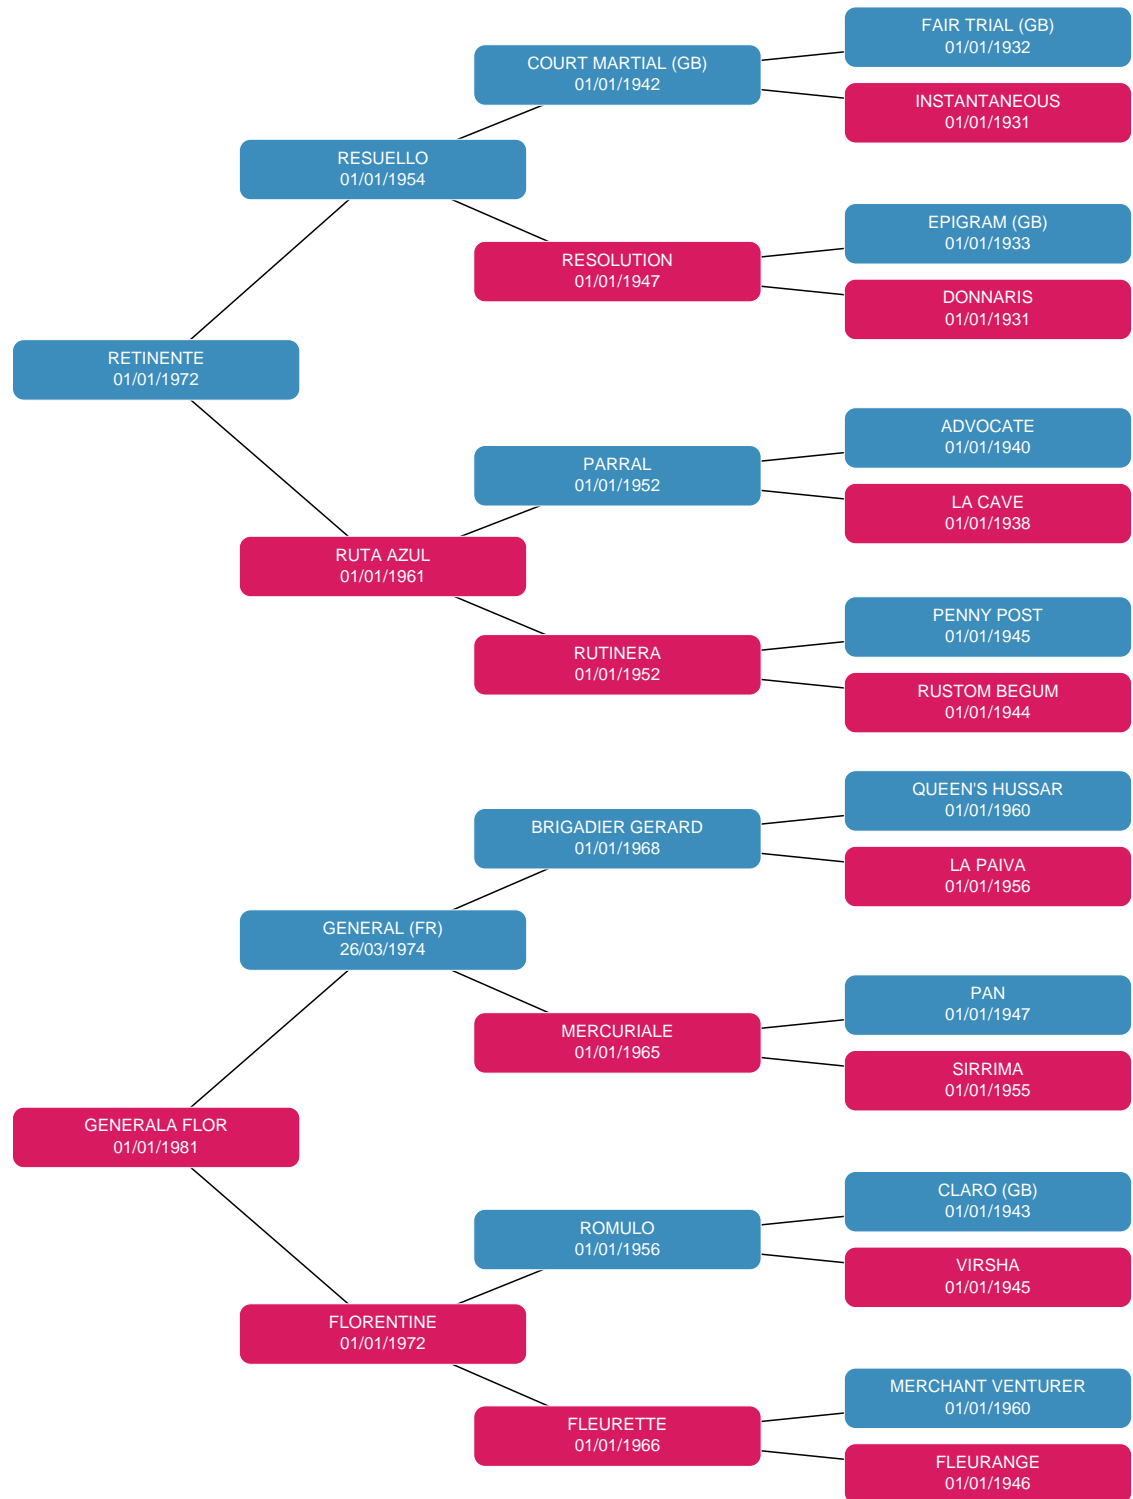 FAIR TRIAL (GB)
01/01/1932
COURT MARTIAL (GB)
01/01/1942
INSTANTANEOUS
01/01/1931
RESUELLO
01/01/1954
EPIGRAM (GB)
01/01/1933
RESOLUTION
01/01/1947
DONNARIS
01/01/1931
RETINENTE
01/01/1972
ADVOCATE
01/01/1940
PARRAL
01/01/1952
LA CAVE
01/01/1938
RUTA AZUL
01/01/1961
PENNY POST
01/01/1945
RUTINERA
01/01/1952
RUSTOM BEGUM
01/01/1944
QUEEN'S HUSSAR
01/01/1960
BRIGADIER GERARD
01/01/1968
LA PAIVA
01/01/1956
GENERAL (FR)
26/03/1974
PAN
01/01/1947
MERCURIALE
01/01/1965
SIRRIMA
01/01/1955
GENERALA FLOR
01/01/1981
CLARO (GB)
01/01/1943
ROMULO
01/01/1956
VIRSHA
01/01/1945
FLORENTINE
01/01/1972
MERCHANT VENTURER
01/01/1960
FLEURETTE
01/01/1966
FLEURANGE
01/01/1946